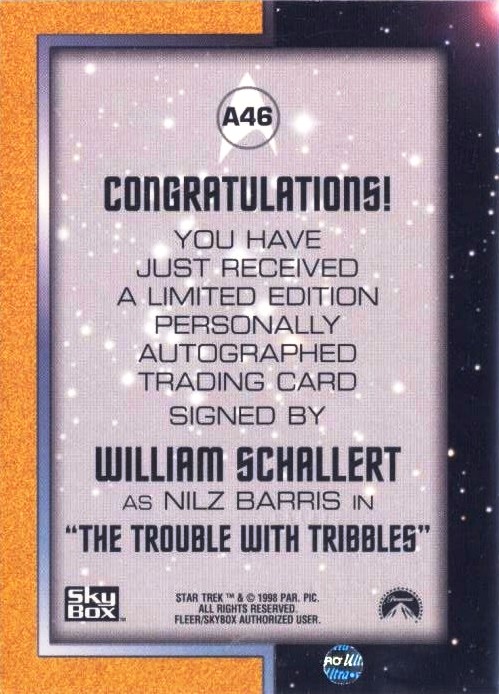 A46
CONGRATULATIONS!
YOU HAVE
JUST RECEIVED
A LIMITED EDITION
PERSONALLY
AUTOGRAPHED
TRADING CARD
SIGNED BY
WILLIAM SCHALLERT
AS NILZ BARRIS IN
"THE TROUBLE WITH TRIBBLES"
Sky
BOX™
STAR TREK ™ & © 1998 PAR. PIC.
ALL RIGHTS RESERVED.
FLEER/SKYBOX AUTHORIZED USER.
Paramount